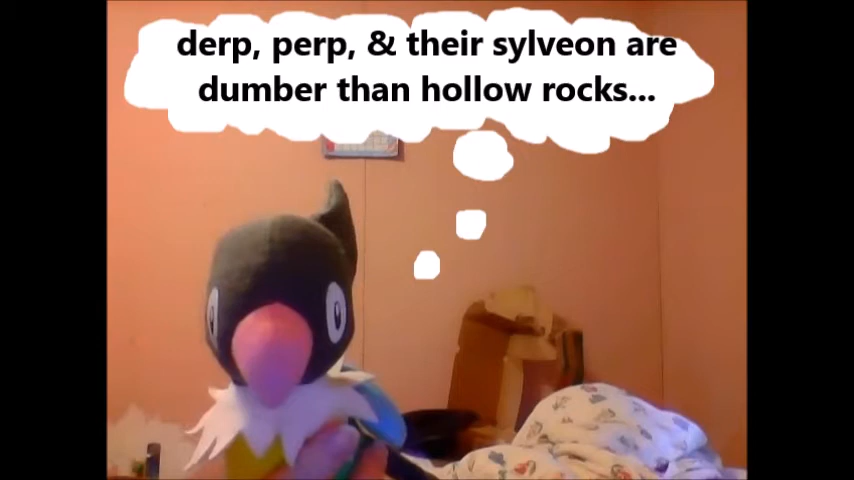 derp, perp, & their sylveon are
dumber than hollow rocks...